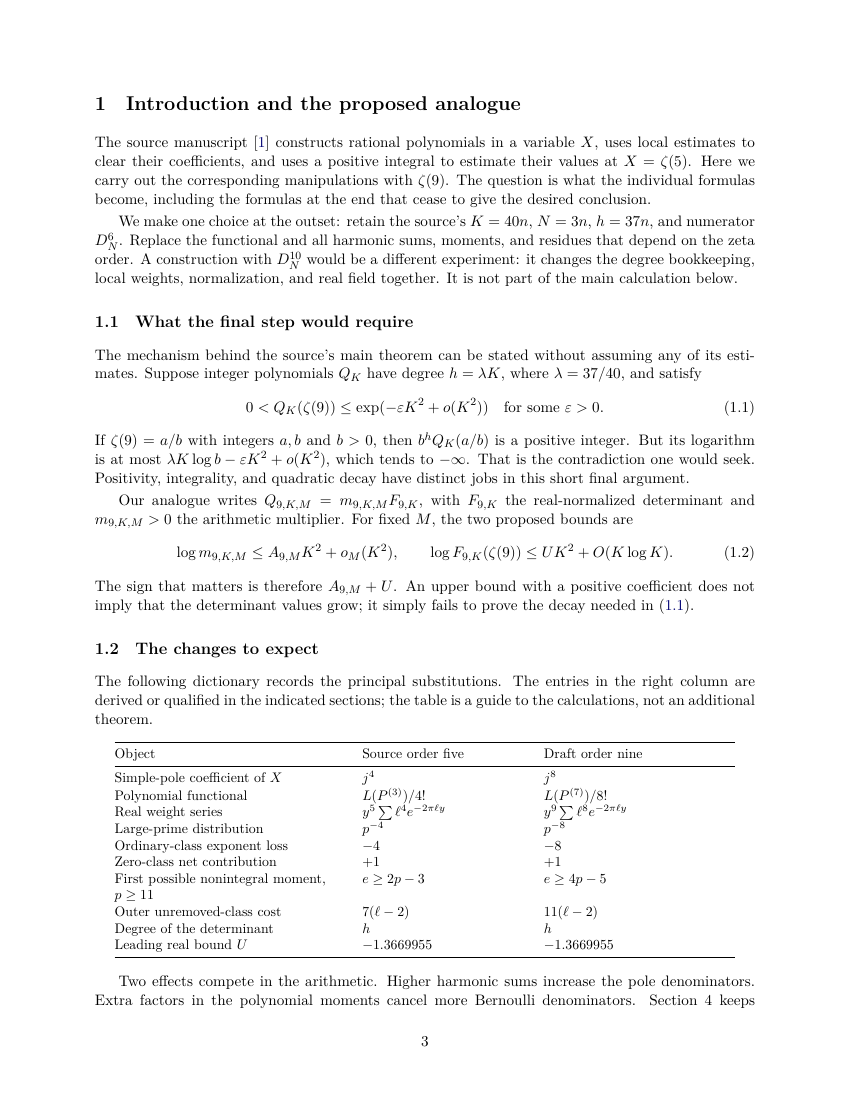 1 Introduction and the proposed analogue
The source manuscript [1] constructs rational polynomials in a variable X, uses local estimates to
clear their coefficients, and uses a positive integral to estimate their values at X = ζ(5). Here we
carry out the corresponding manipulations with ζ(9). The question is what the individual formulas
become, including the formulas at the end that cease to give the desired conclusion.
We make one choice at the outset: retain the source's K = 40n, N = 3n, h = 37n, and numerator
D_N^6. Replace the functional and all harmonic sums, moments, and residues that depend on the zeta
order. A construction with D_N^{10} would be a different experiment: it changes the degree bookkeeping,
local weights, normalization, and real field together. It is not part of the main calculation below.
1.1 What the final step would require
The mechanism behind the source's main theorem can be stated without assuming any of its esti-
mates. Suppose integer polynomials Q_K have degree h = λK, where λ = 37/40, and satisfy
0 < Q_K(ζ(9)) ≤ exp(−εK² + o(K²)) for some ε > 0. (1.1)
If ζ(9) = a/b with integers a, b and b > 0, then b^h Q_K(a/b) is a positive integer. But its logarithm
is at most λK log b − εK² + o(K²), which tends to −∞. That is the contradiction one would seek.
Positivity, integrality, and quadratic decay have distinct jobs in this short final argument.
Our analogue writes Q_{9,K,M} = m_{9,K,M}F_{9,K}, with F_{9,K} the real-normalized determinant and
m_{9,K,M} > 0 the arithmetic multiplier. For fixed M, the two proposed bounds are
log m_{9,K,M} ≤ A_{9,M}K² + o_M(K²), log F_{9,K}(ζ(9)) ≤ UK² + O(K log K). (1.2)
The sign that matters is therefore A_{9,M} + U. An upper bound with a positive coefficient does not
imply that the determinant values grow; it simply fails to prove the decay needed in (1.1).
1.2 The changes to expect
The following dictionary records the principal substitutions. The entries in the right column are
derived or qualified in the indicated sections; the table is a guide to the calculations, not an additional
theorem.
Object Source order five Draft order nine
Simple-pole coefficient of X j⁴ j⁸
Polynomial functional L(P^{(3)})/4! L(P^{(7)})/8!
Real weight series y⁵ ∑ ℓ⁴e^{−2πℓy} y⁹ ∑ ℓ⁸e^{−2πℓy}
Large-prime distribution p^{−4} p^{−8}
Ordinary-class exponent loss −4 −8
Zero-class net contribution +1 +1
First possible nonintegral moment, e ≥ 2p − 3 e ≥ 4p − 5
p ≥ 11
Outer unremoved-class cost 7(ℓ − 2) 11(ℓ − 2)
Degree of the determinant h h
Leading real bound U −1.3669955 −1.3669955
Two effects compete in the arithmetic. Higher harmonic sums increase the pole denominators.
Extra factors in the polynomial moments cancel more Bernoulli denominators. Section 4 keeps
3